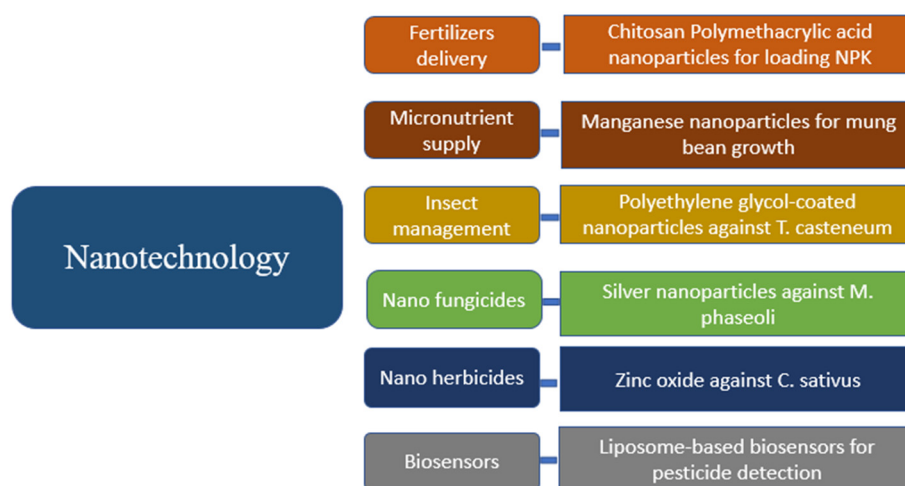 Nanotechnology
Fertilizers
delivery
Chitosan Polymethacrylic acid
nanoparticles for loading NPK
Micronutrient
supply
Manganese nanoparticles for mung
bean growth
Insect
management
Polyethylene glycol-coated
nanoparticles against T. casteneum
Nano fungicides
Silver nanoparticles against M.
phaseoli
Nano herbicides
Zinc oxide against C. sativus
Biosensors
Liposome-based biosensors for
pesticide detection